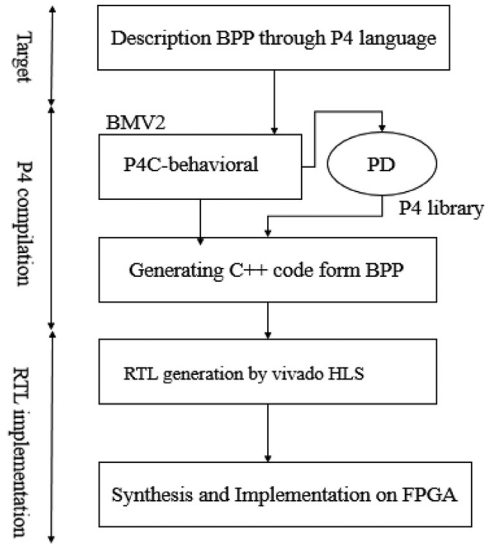 Target
Description BPP through P4 language
P4 compilation
BMV2
P4C-behavioral
PD
P4 library
Generating C++ code form BPP
RTL implementation
RTL generation by vivado HLS
Synthesis and Implementation on FPGA